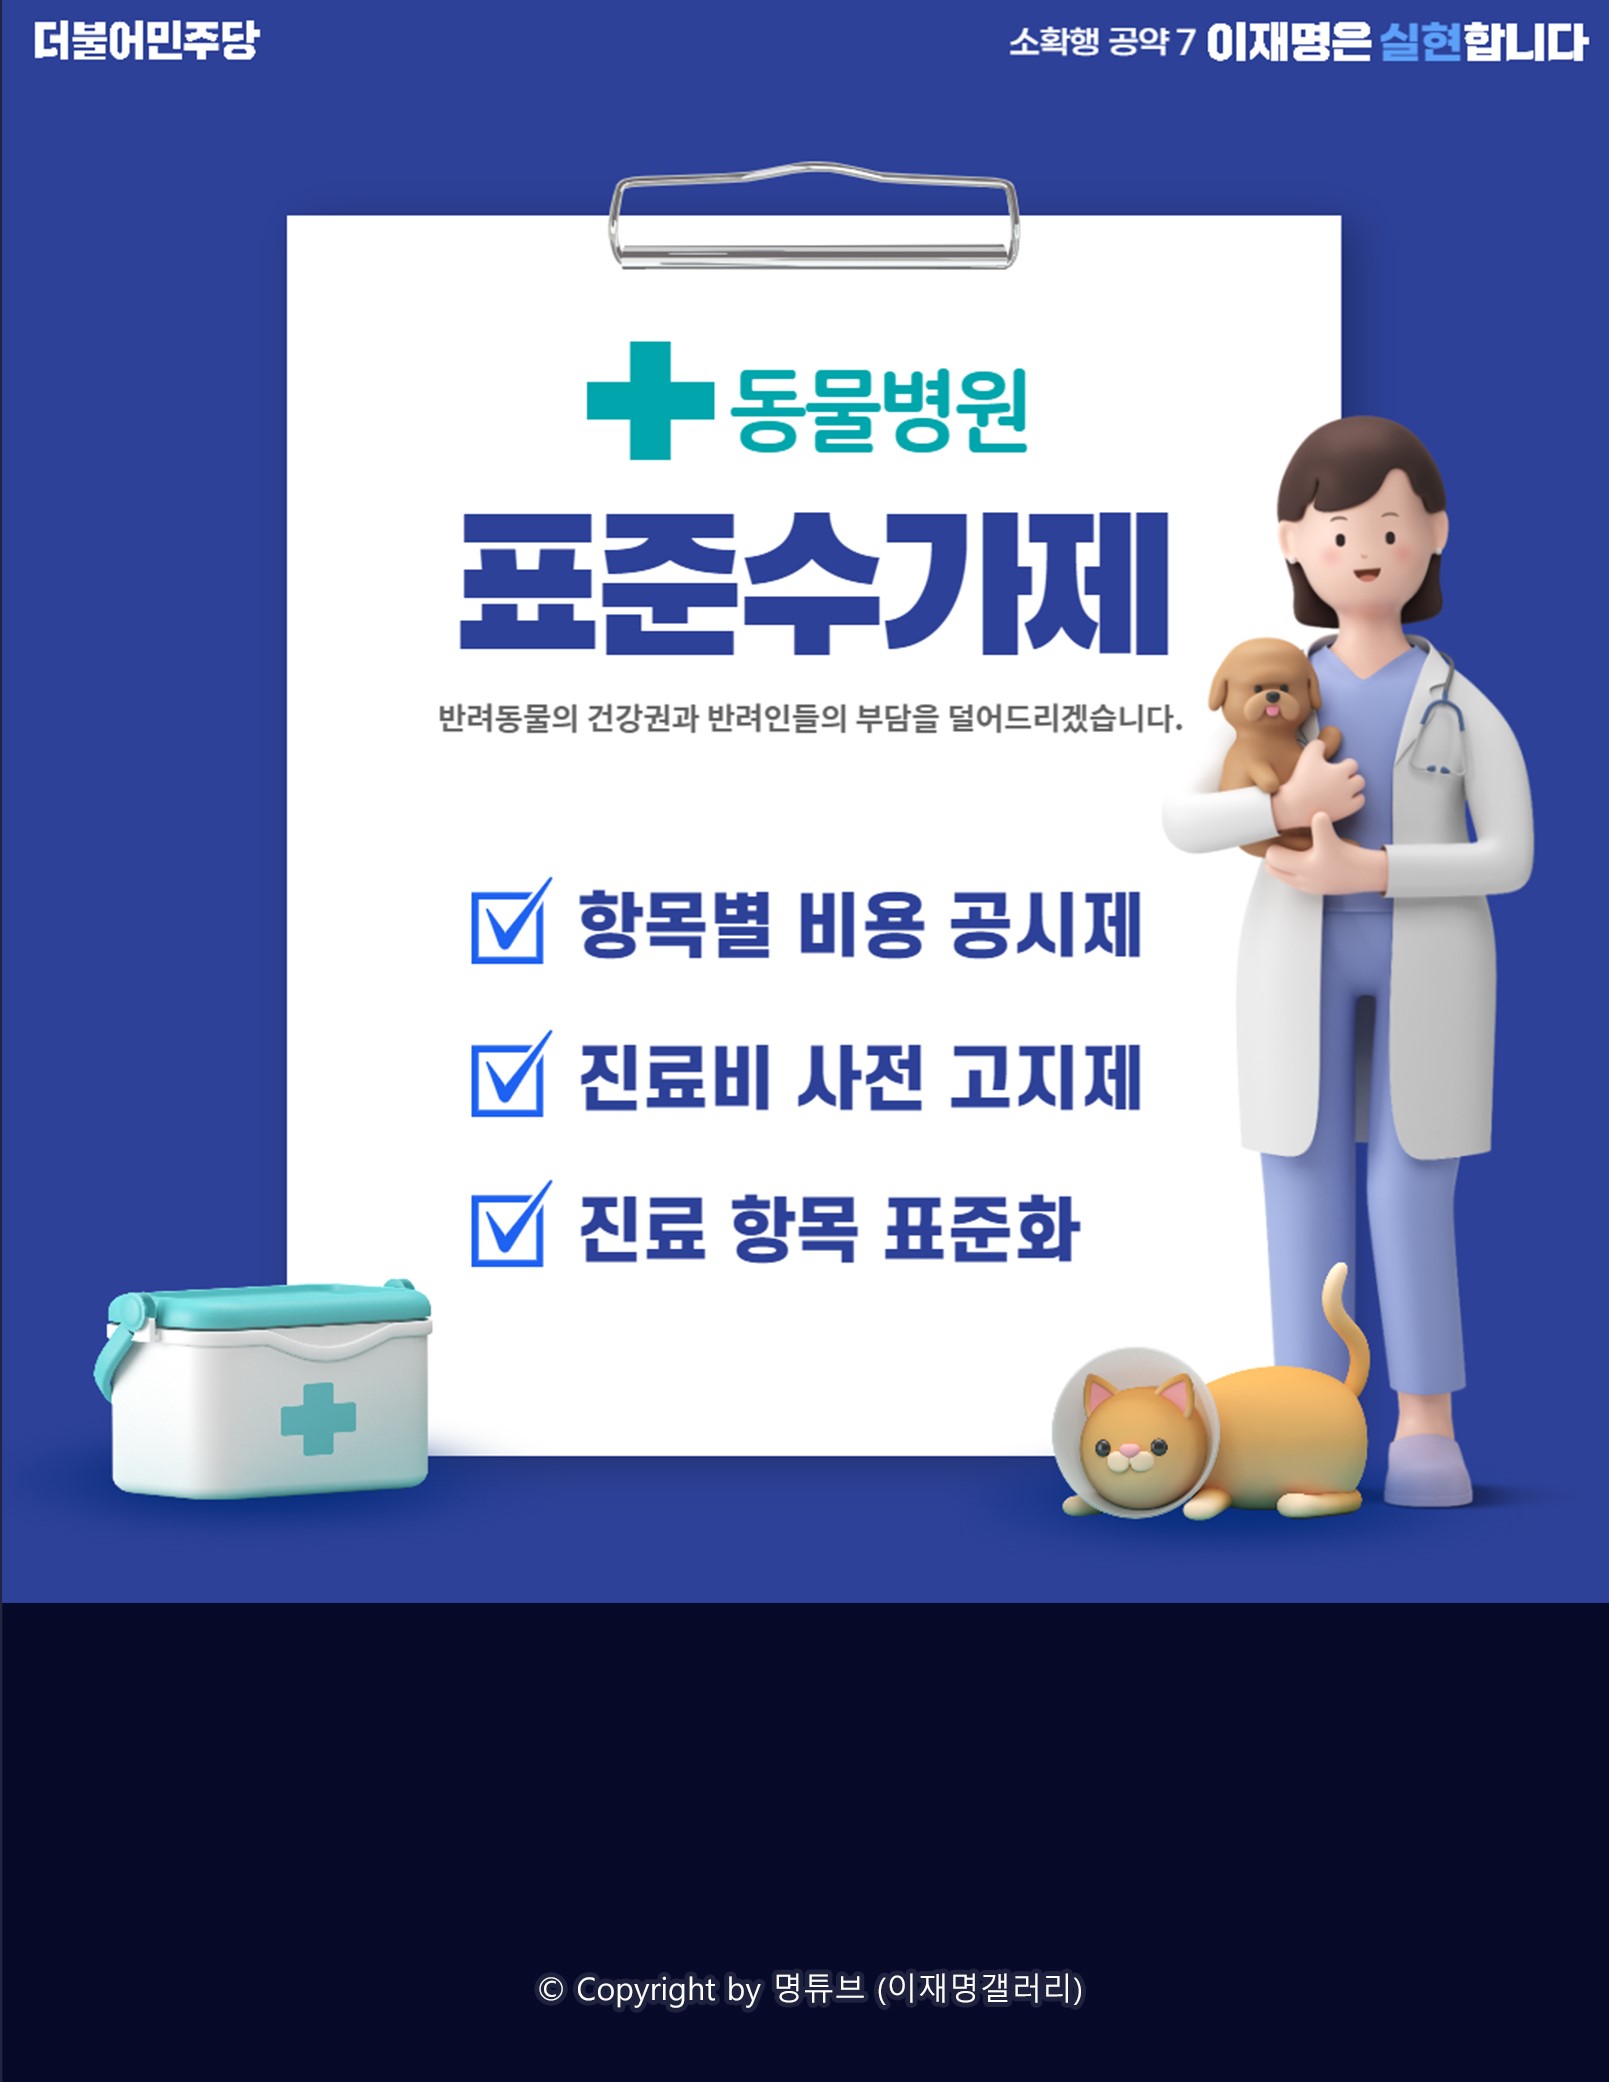 더불어민주당
소확행 공약 7 이재명은 실현합니다
동물병원
표준수가제
반려동물의 건강권과 반려인들의 부담을 덜어드리겠습니다.
항목별 비용 공시제
진료비 사전 고지제
진료 항목 표준화
© Copyright by 명튜브 (이재명갤러리)